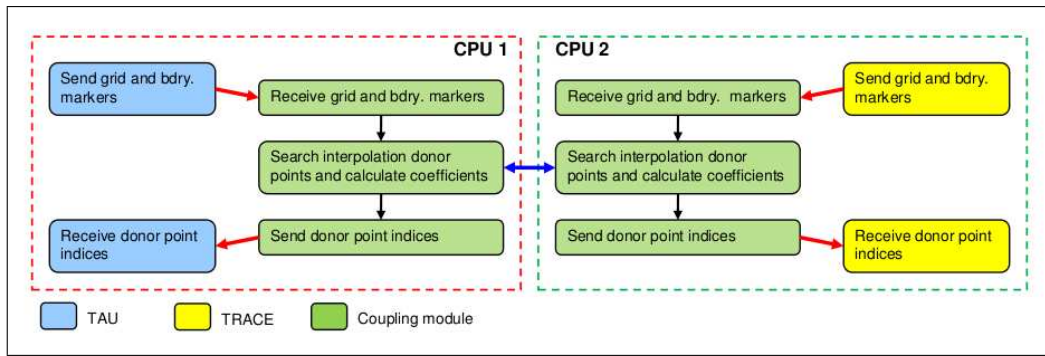 CPU 1
CPU 2
Send grid and bdry.
markers
Receive grid and bdry. markers
Search interpolation donor
points and calculate coefficients
Send donor point indices
Receive donor point
indices
Receive grid and bdry. markers
Send grid and bdry.
markers
Search interpolation donor
points and calculate coefficients
Send donor point indices
Receive donor point
indices
TAU
TRACE
Coupling module